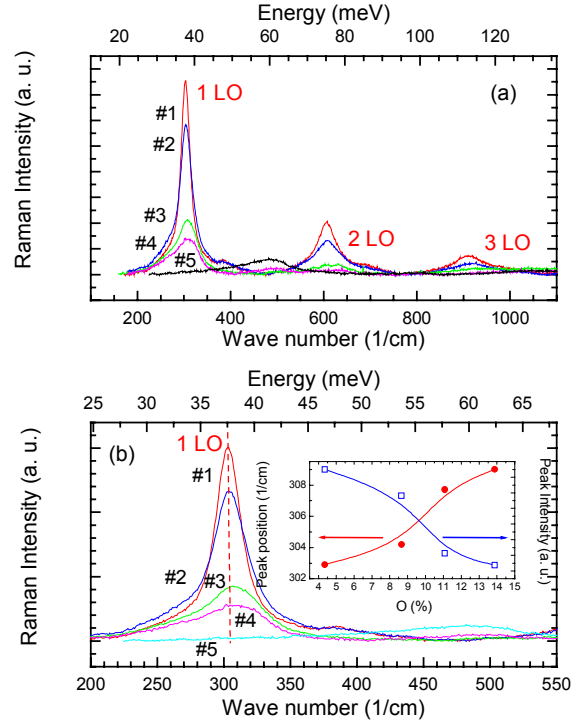 Energy (meV)
20 40 60 80 100 120
Raman Intensity (a. u.)
1 LO
(a)
#1
#2
#3
#4
#5
2 LO
3 LO
200 400 600 800 1000
Wave number (1/cm)
Energy (meV)
25 30 35 40 45 50 55 60 65
Raman Intensity (a. u.)
(b)
1 LO
#1
#2
#3
#4
#5
Peak position (1/cm)
308
306
304
302
4 5 6 7 8 9 10 11 12 13 14 15
O (%)
Peak Intensity (a. u.)
200 250 300 350 400 450 500 550
Wave number (1/cm)